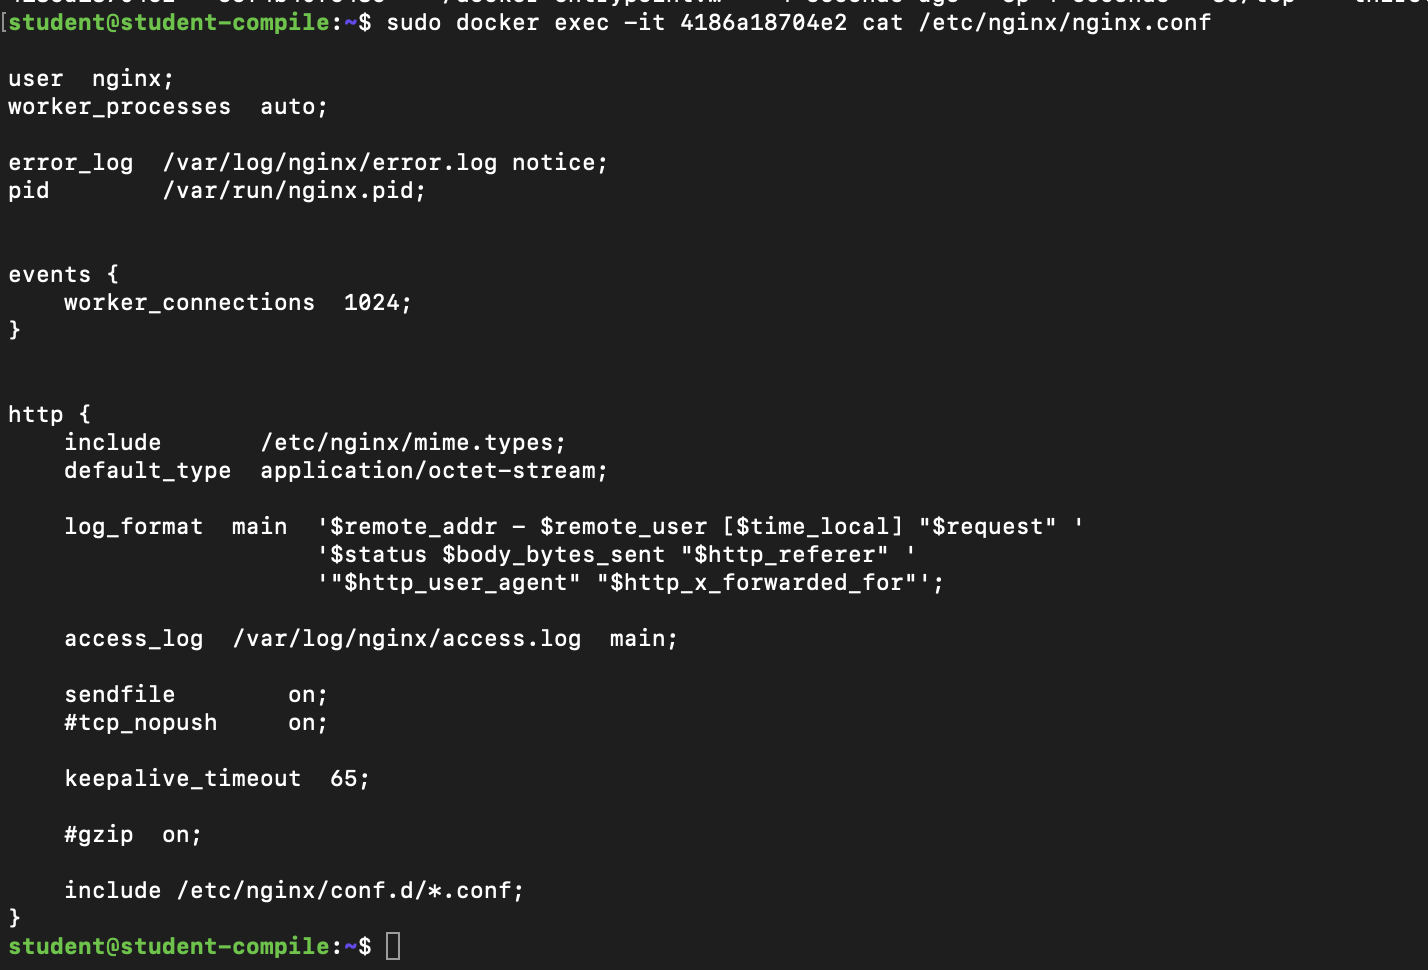 student@student-compile:~$ sudo docker exec -it 4186a18704e2 cat /etc/nginx/nginx.conf
user  nginx;
worker_processes  auto;
error_log  /var/log/nginx/error.log notice;
pid        /var/run/nginx.pid;
events {
    worker_connections  1024;
}
http {
    include       /etc/nginx/mime.types;
    default_type  application/octet-stream;
    log_format  main  '$remote_addr - $remote_user [$time_local] "$request" '
                      '$status $body_bytes_sent "$http_referer" '
                      '"$http_user_agent" "$http_x_forwarded_for"';
    access_log  /var/log/nginx/access.log  main;
    sendfile        on;
    #tcp_nopush     on;
    keepalive_timeout  65;
    #gzip  on;
    include /etc/nginx/conf.d/*.conf;
}
student@student-compile:~$